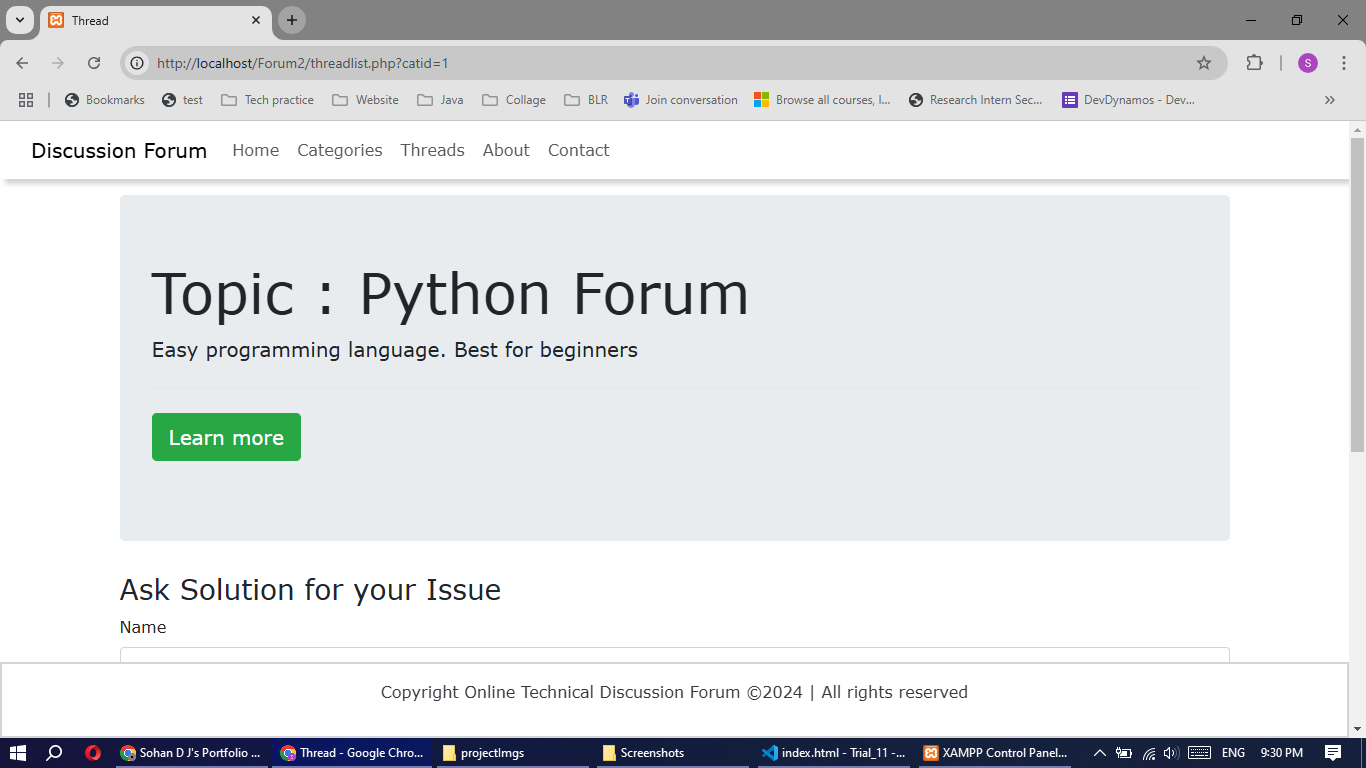 Thread
http://localhost/Forum2/threadlist.php?catid=1
S
Bookmarks test Tech practice Website Java Collage BLR Join conversation Browse all courses, I... Research Intern Sec... DevDynamos - Dev...
Discussion Forum Home Categories Threads About Contact
Topic : Python Forum
Easy programming language. Best for beginners
Learn more
Ask Solution for your Issue
Name
Copyright Online Technical Discussion Forum ©2024 | All rights reserved
Sohan D J's Portfolio ... Thread - Google Chro... projectImgs Screenshots index.html - Trial_11 -... XAMPP Control Panel... ENG 9:30 PM